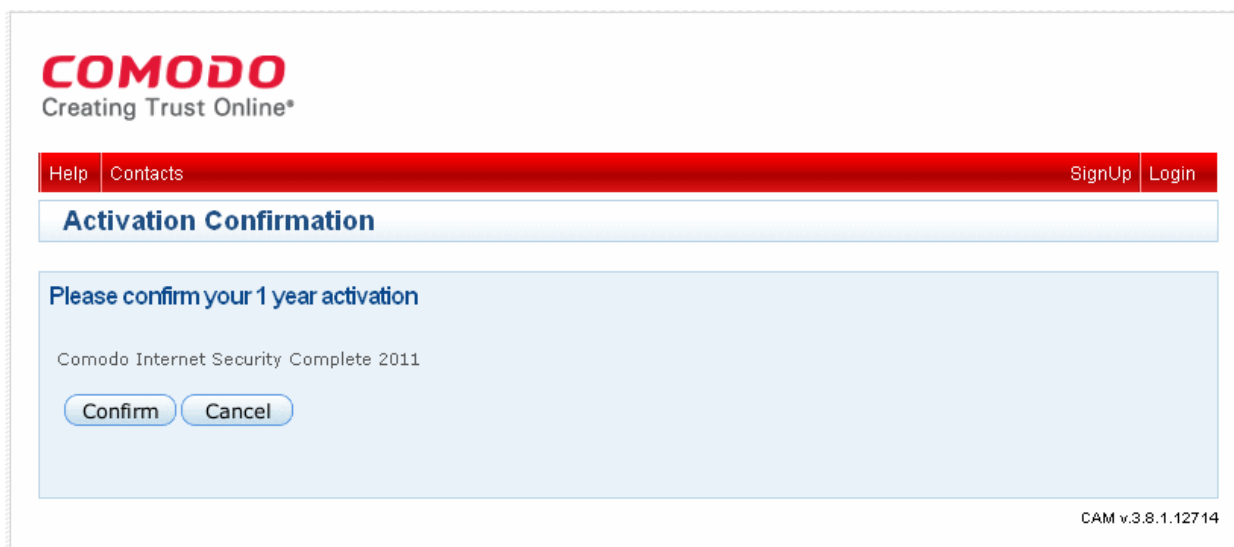 COMODO
Creating Trust Online®
Help Contacts SignUp Login
Activation Confirmation
Please confirm your 1 year activation
Comodo Internet Security Complete 2011
Confirm Cancel
CAM v.3.8.1.12714